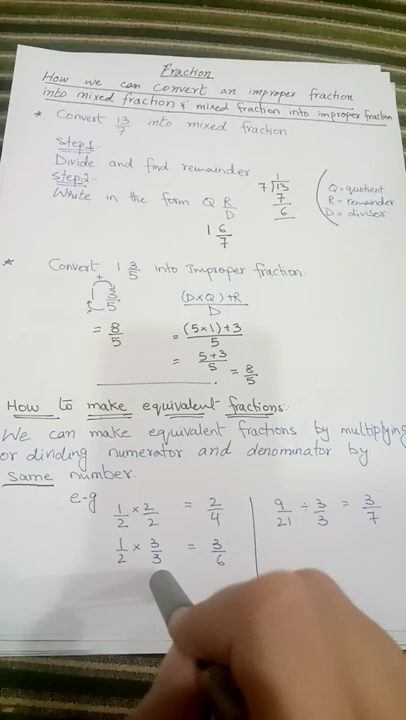 Fraction
How we can convert an improper fraction
into mixed fraction & mixed fraction into improper fraction
* Convert 13/7 into mixed fraction
Step1
Divide and find remainder
Step2
Write in the form Q R/D
1 6/7
1
7)13
7
6
Q = quotient
R = remainder
D = divisor
* Convert 1 3/5 into Improper fraction.
1 3/5
+
x
= 8/5
(D×Q)+R/D
= (5×1)+3/5
= 5+3/5 = 8/5
How to make equivalent fractions:
We can make equivalent fractions by multiplying
or dividing numerator and denominator by
same number.
e-g
1/2 × 2/2 = 2/4
1/2 × 3/3 = 3/6
9/21 ÷ 3/3 = 3/7